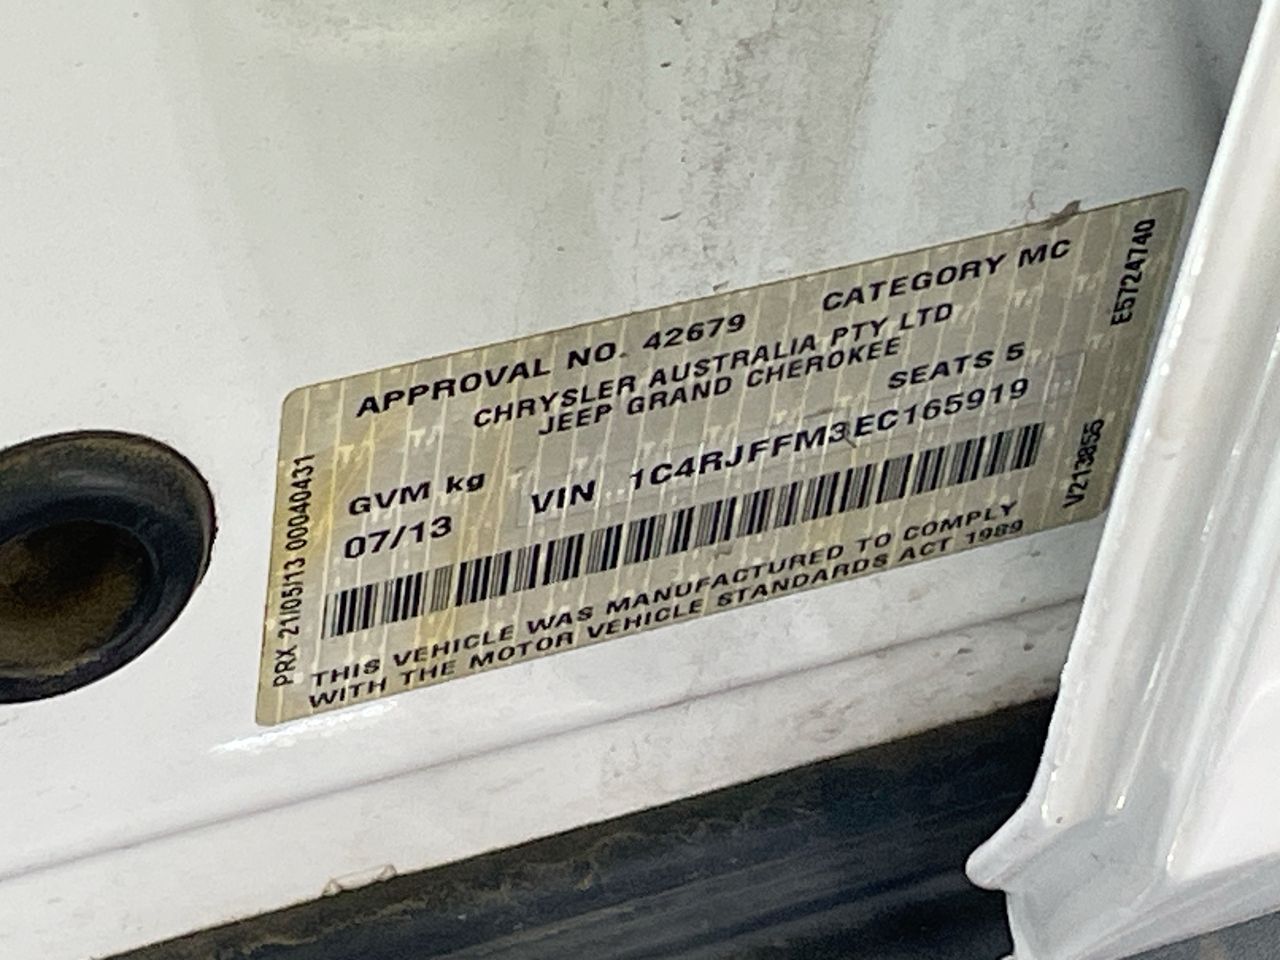 APPROVAL NO. 42679 CATEGORY MC
CHRYSLER AUSTRALIA PTY LTD
JEEP GRAND CHEROKEE
SEATS 5
GVM kg VIN 1C4RJFFM3EC165919
07/13
THIS VEHICLE WAS MANUFACTURED TO COMPLY
WITH THE MOTOR VEHICLE STANDARDS ACT 1989
PRX 21/05/13 00040431
E5724740
V213855